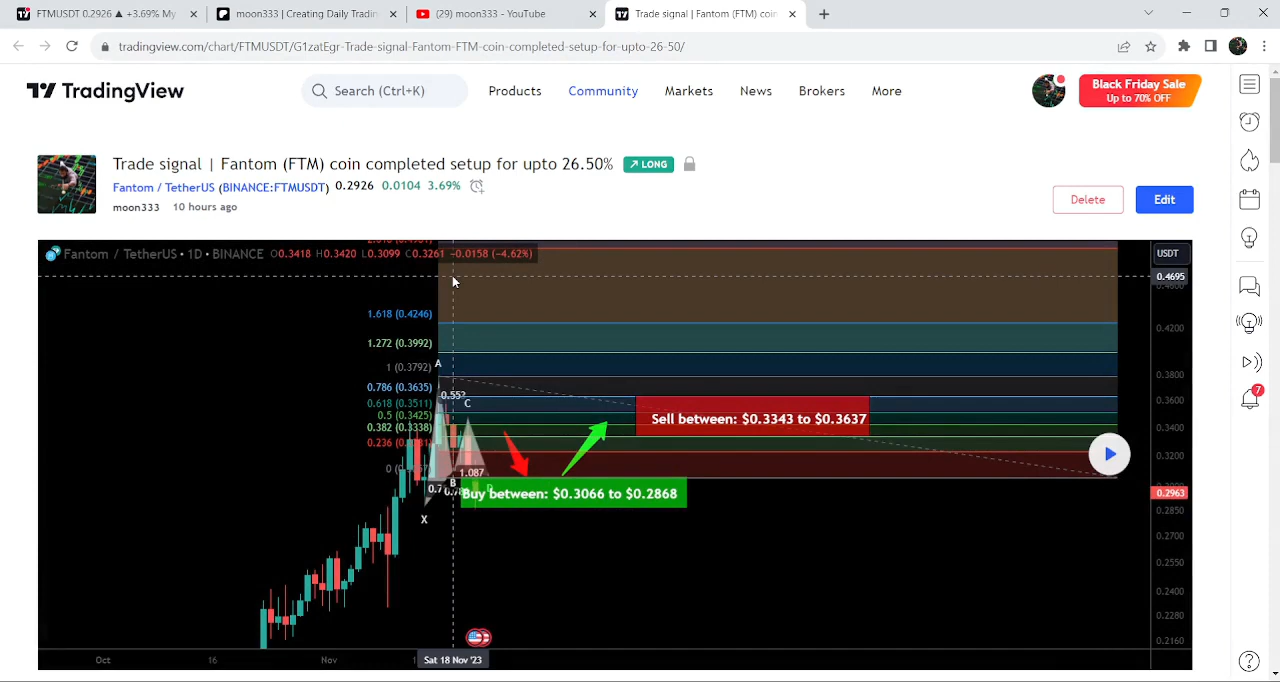 FTMUSDT 0.2926 ▲ +3.69% My
moon333 | Creating Daily Tradin
(29) moon333 - YouTube
Trade signal | Fantom (FTM) coin
tradingview.com/chart/FTMUSDT/G1zatEgr-Trade-signal-Fantom-FTM-coin-completed-setup-for-upto-26-50/
TradingView
Search (Ctrl+K)
Products
Community
Markets
News
Brokers
More
Black Friday Sale
Up to 70% OFF
Trade signal | Fantom (FTM) coin completed setup for upto 26.50%
LONG
Fantom / TetherUS (BINANCE:FTMUSDT) 0.2926 0.0104 3.69%
moon333 10 hours ago
Delete
Edit
Fantom / TetherUS • 1D • BINANCE O0.3418 H0.3420 L0.3099 C0.3261 −0.0158 (−4.62%)
USDT
0.4695
1.618 (0.4246)
0.4200
1.272 (0.3992)
A
1 (0.3792)
0.3800
0.786 (0.3635)
C
0.3600
0.618 (0.3511)
0.5 (0.3425)
Sell between: $0.3343 to $0.3637
0.382 (0.3338)
0.3400
0.236 (0.3231)
0.3200
1.087
B
Buy between: $0.3066 to $0.2868
0.2963
0.2850
X
0.2700
0.2550
0.2400
0.2280
0.2160
Oct
16
Nov
Sat 18 Nov '23
7